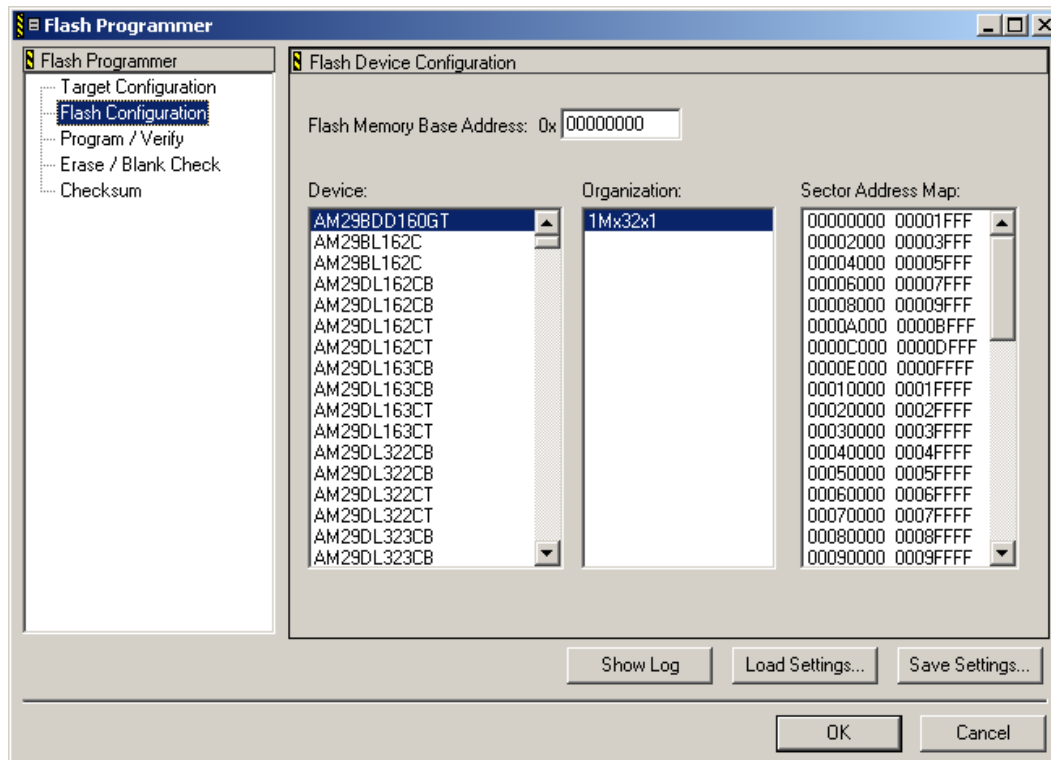 Flash Programmer
Flash Programmer
Target Configuration
Flash Configuration
Program / Verify
Erase / Blank Check
Checksum
Flash Device Configuration
Flash Memory Base Address: 0x 00000000
Device:
AM29BDD160GT
AM29BL162C
AM29BL162C
AM29DL162CB
AM29DL162CB
AM29DL162CT
AM29DL162CT
AM29DL163CB
AM29DL163CB
AM29DL163CT
AM29DL163CT
AM29DL322CB
AM29DL322CB
AM29DL322CT
AM29DL322CT
AM29DL323CB
AM29DL323CB
Organization:
1Mx32x1
Sector Address Map:
00000000 00001FFF
00002000 00003FFF
00004000 00005FFF
00006000 00007FFF
00008000 00009FFF
0000A000 0000BFFF
0000C000 0000DFFF
0000E000 0000FFFF
00010000 0001FFFF
00020000 0002FFFF
00030000 0003FFFF
00040000 0004FFFF
00050000 0005FFFF
00060000 0006FFFF
00070000 0007FFFF
00080000 0008FFFF
00090000 0009FFFF
Show Log
Load Settings...
Save Settings...
OK
Cancel